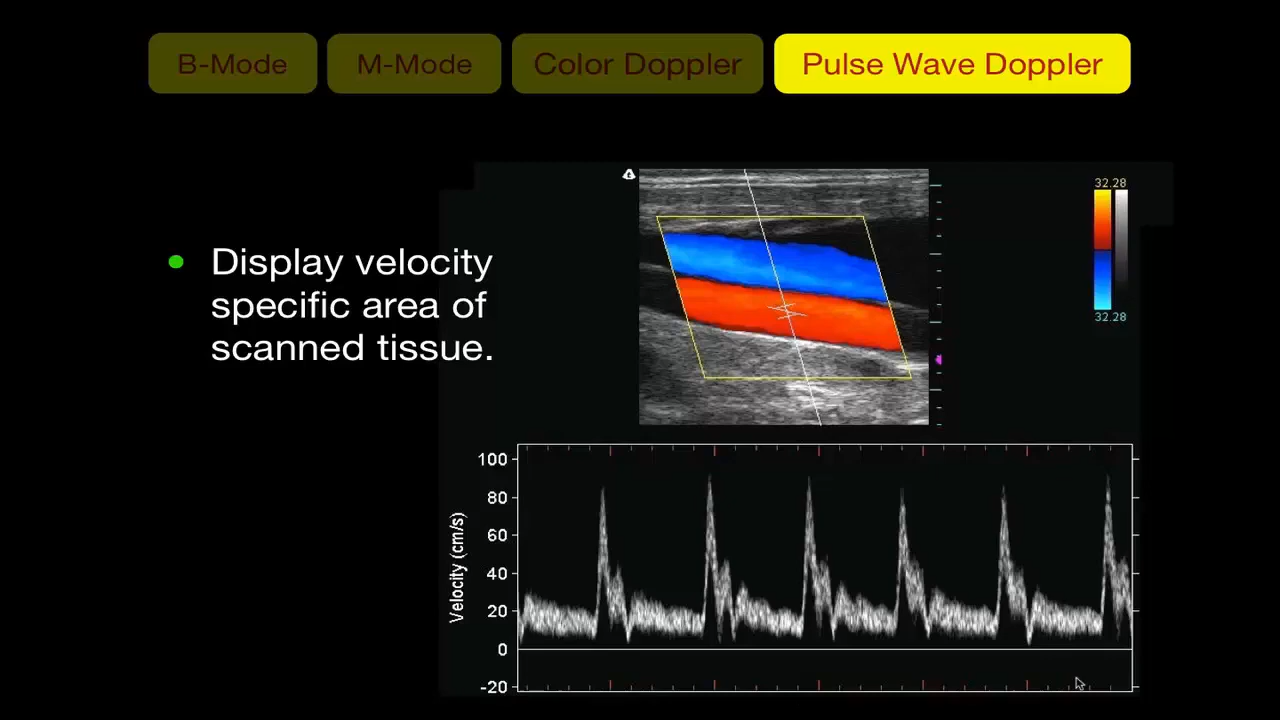 B-Mode
M-Mode
Color Doppler
Pulse Wave Doppler
32.28
32.28
Display velocity
specific area of
scanned tissue.
Velocity (cm/s)
100
80
60
40
20
0
-20